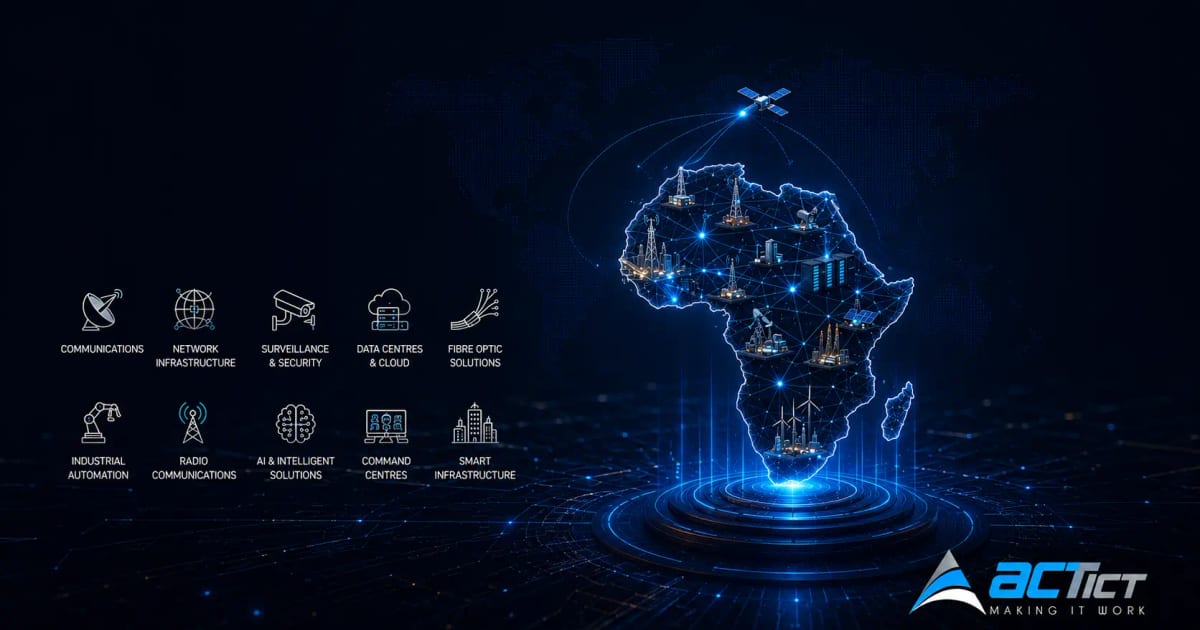 COMMUNICATIONS
NETWORK
INFRASTRUCTURE
SURVEILLANCE
& SECURITY
DATA CENTRES
& CLOUD
FIBRE OPTIC
SOLUTIONS
INDUSTRIAL
AUTOMATION
RADIO
COMMUNICATIONS
AI & INTELLIGENT
SOLUTIONS
COMMAND
CENTRES
SMART
INFRASTRUCTURE
ACTICT
MAKING IT WORK